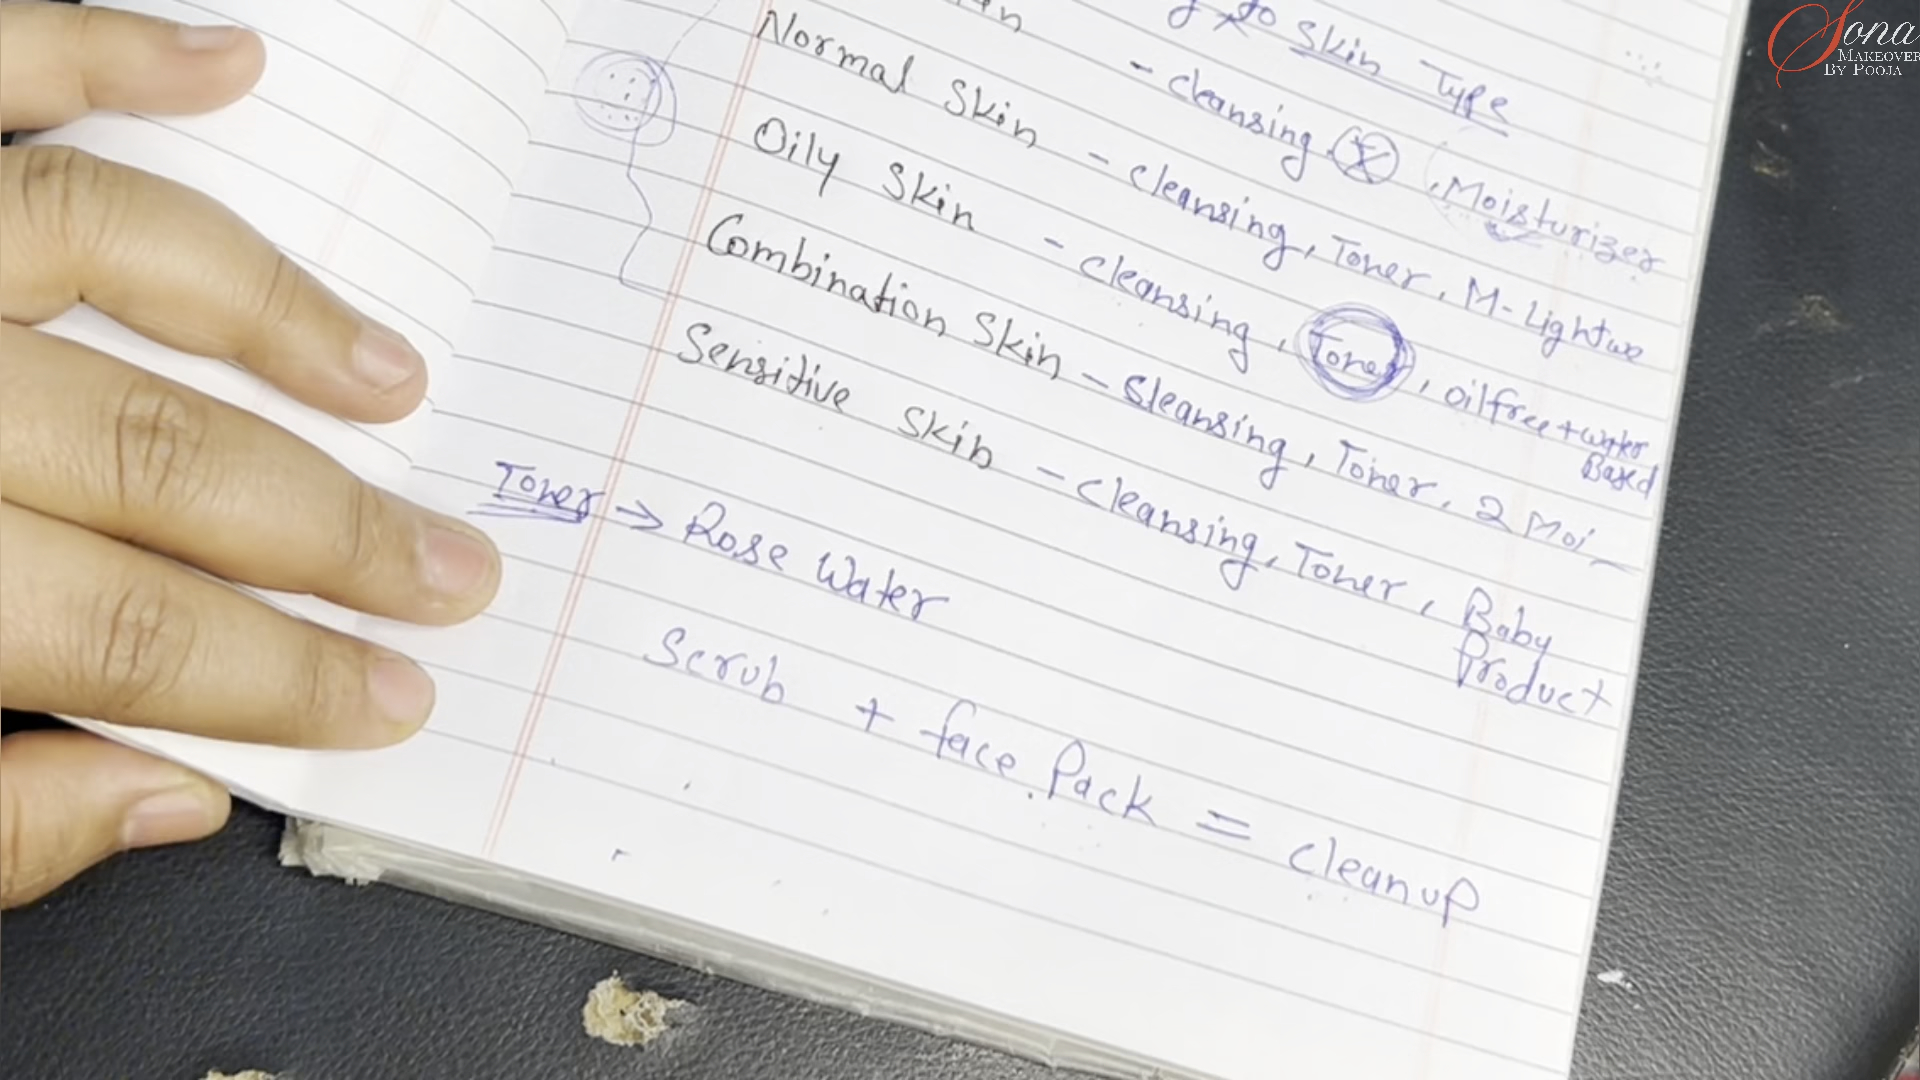 to Skin Type
- cleansing, Moisturizer
Normal Skin - cleansing, Toner, M-Lightwe
Oily Skin - cleansing, Toner, oilfree + water Based
Combination Skin - Sleansing, Toner, 2 Moi
Sensitive Skin - cleansing, Toner, Baby Product
Toner → Rose Water
Scrub + face Pack = cleanup
Sona
MAKEOVER
BY POOJA